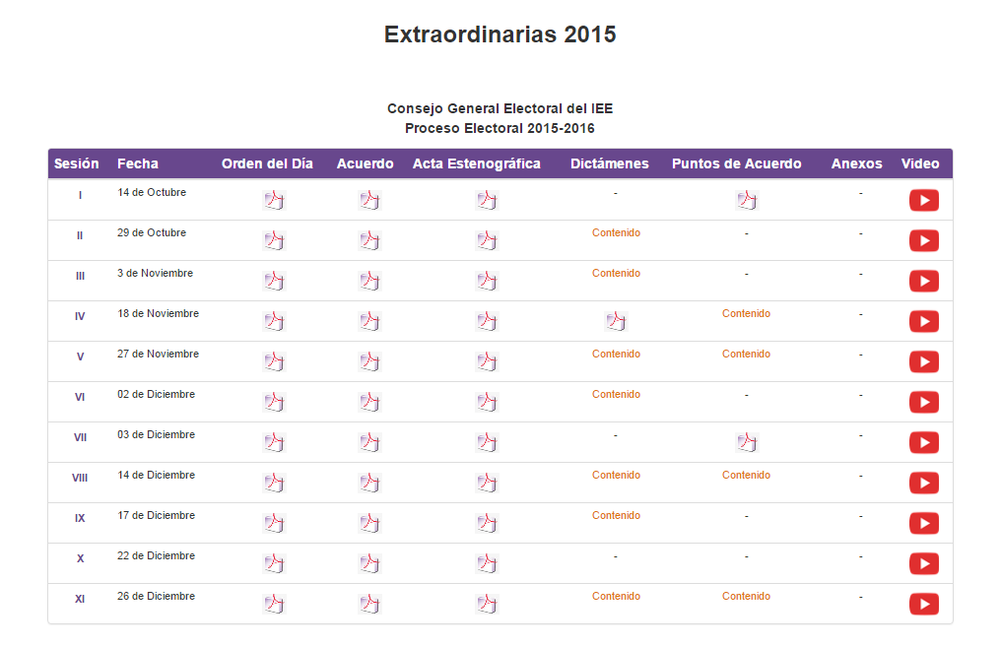 Extraordinarias 2015
Consejo General Electoral del IEE
Proceso Electoral 2015-2016
Sesión Fecha Orden del Día Acuerdo Acta Estenográfica Dictámenes Puntos de Acuerdo Anexos Video
I 14 de Octubre - -
II 29 de Octubre Contenido - -
III 3 de Noviembre Contenido - -
IV 18 de Noviembre Contenido -
V 27 de Noviembre Contenido Contenido -
VI 02 de Diciembre Contenido - -
VII 03 de Diciembre - -
VIII 14 de Diciembre Contenido Contenido -
IX 17 de Diciembre Contenido - -
X 22 de Diciembre - - -
XI 26 de Diciembre Contenido Contenido -